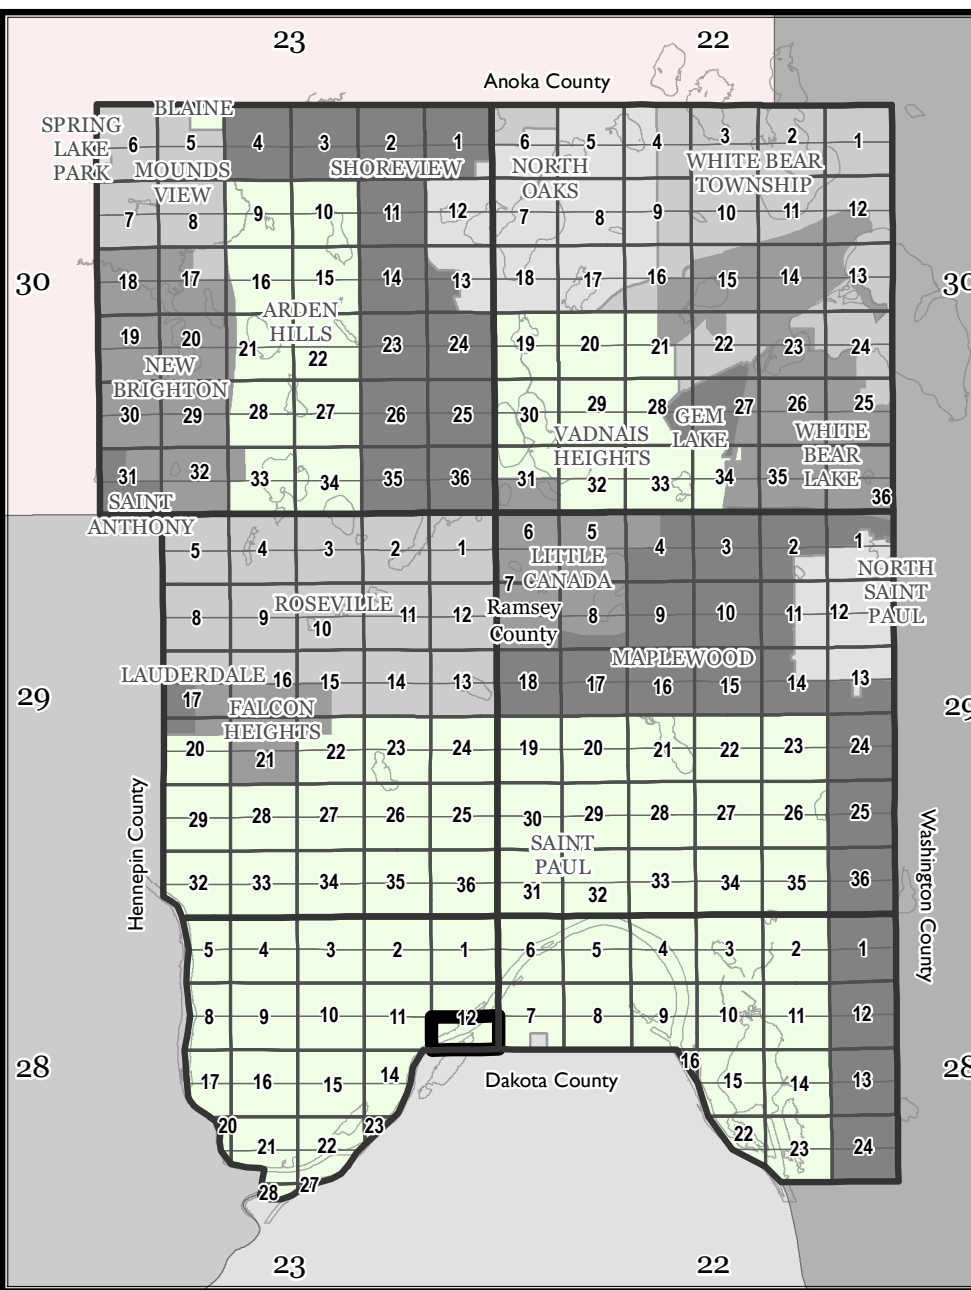 23 22
Anoka County
BLAINE
SPRING
LAKE
PARK
6 5 4 3 2 1 6 5 4 3 2 1
MOUNDS
VIEW
SHOREVIEW
NORTH
OAKS
WHITE BEAR
TOWNSHIP
7 8 9 10 11 12 7 8 9 10 11 12
30 18 17 16 15 14 13 18 17 16 15 14 13 30
ARDEN
HILLS
19 20 21 22 23 24 19 20 21 22 23 24
NEW
BRIGHTON
30 29 28 27 26 25 30 29 28 27 26 25
GEM
LAKE
VADNAIS
HEIGHTS
WHITE
BEAR
LAKE
31 32 33 34 35 36 31 32 33 34 35 36
SAINT
ANTHONY
5 4 3 2 1 6 5 4 3 2 1
LITTLE
CANADA
NORTH
SAINT
PAUL
8 9 10 11 12 7 8 9 10 11 12
ROSEVILLE
Ramsey
County
MAPLEWOOD
LAUDERDALE
29 17 16 15 14 13 18 17 16 15 14 13 29
FALCON
HEIGHTS
20 21 22 23 24 19 20 21 22 23 24
29 28 27 26 25 30 29 28 27 26 25
Hennepin County
Washington County
SAINT
PAUL
32 33 34 35 36 31 32 33 34 35 36
5 4 3 2 1 6 5 4 3 2 1
8 9 10 11 12 7 8 9 10 11 12
28 17 16 15 14 16 15 14 13 28
Dakota County
20 21 22 23 22 23 24
28 27
23 22